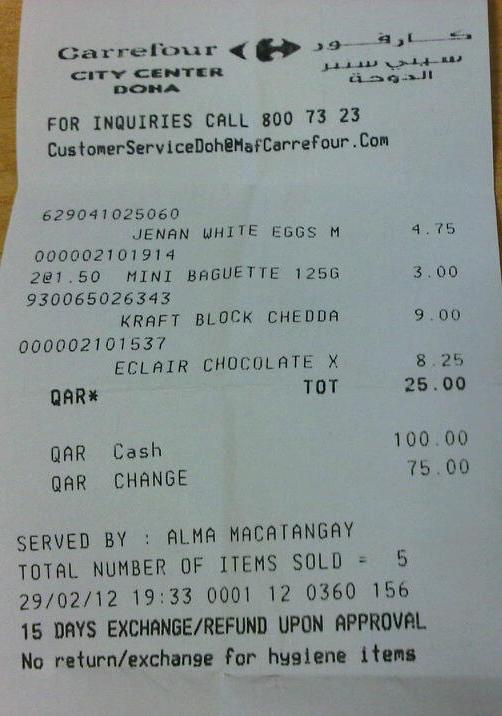 Carrefour كارفور
CITY CENTER سيتي سنتر
DOHA الدوحة
FOR INQUIRIES CALL 800 73 23
CustomerServiceDoh@MafCarrefour.Com
629041025060
JENAN WHITE EGGS M 4.75
000002101914
2@1.50 MINI BAGUETTE 125G 3.00
930065026343
KRAFT BLOCK CHEDDA 9.00
000002101537
ECLAIR CHOCOLATE X 8.25
QAR* TOT 25.00
QAR Cash 100.00
QAR CHANGE 75.00
SERVED BY : ALMA MACATANGAY
TOTAL NUMBER OF ITEMS SOLD = 5
29/02/12 19:33 0001 12 0360 156
15 DAYS EXCHANGE/REFUND UPON APPROVAL
No return/exchange for hygiene items